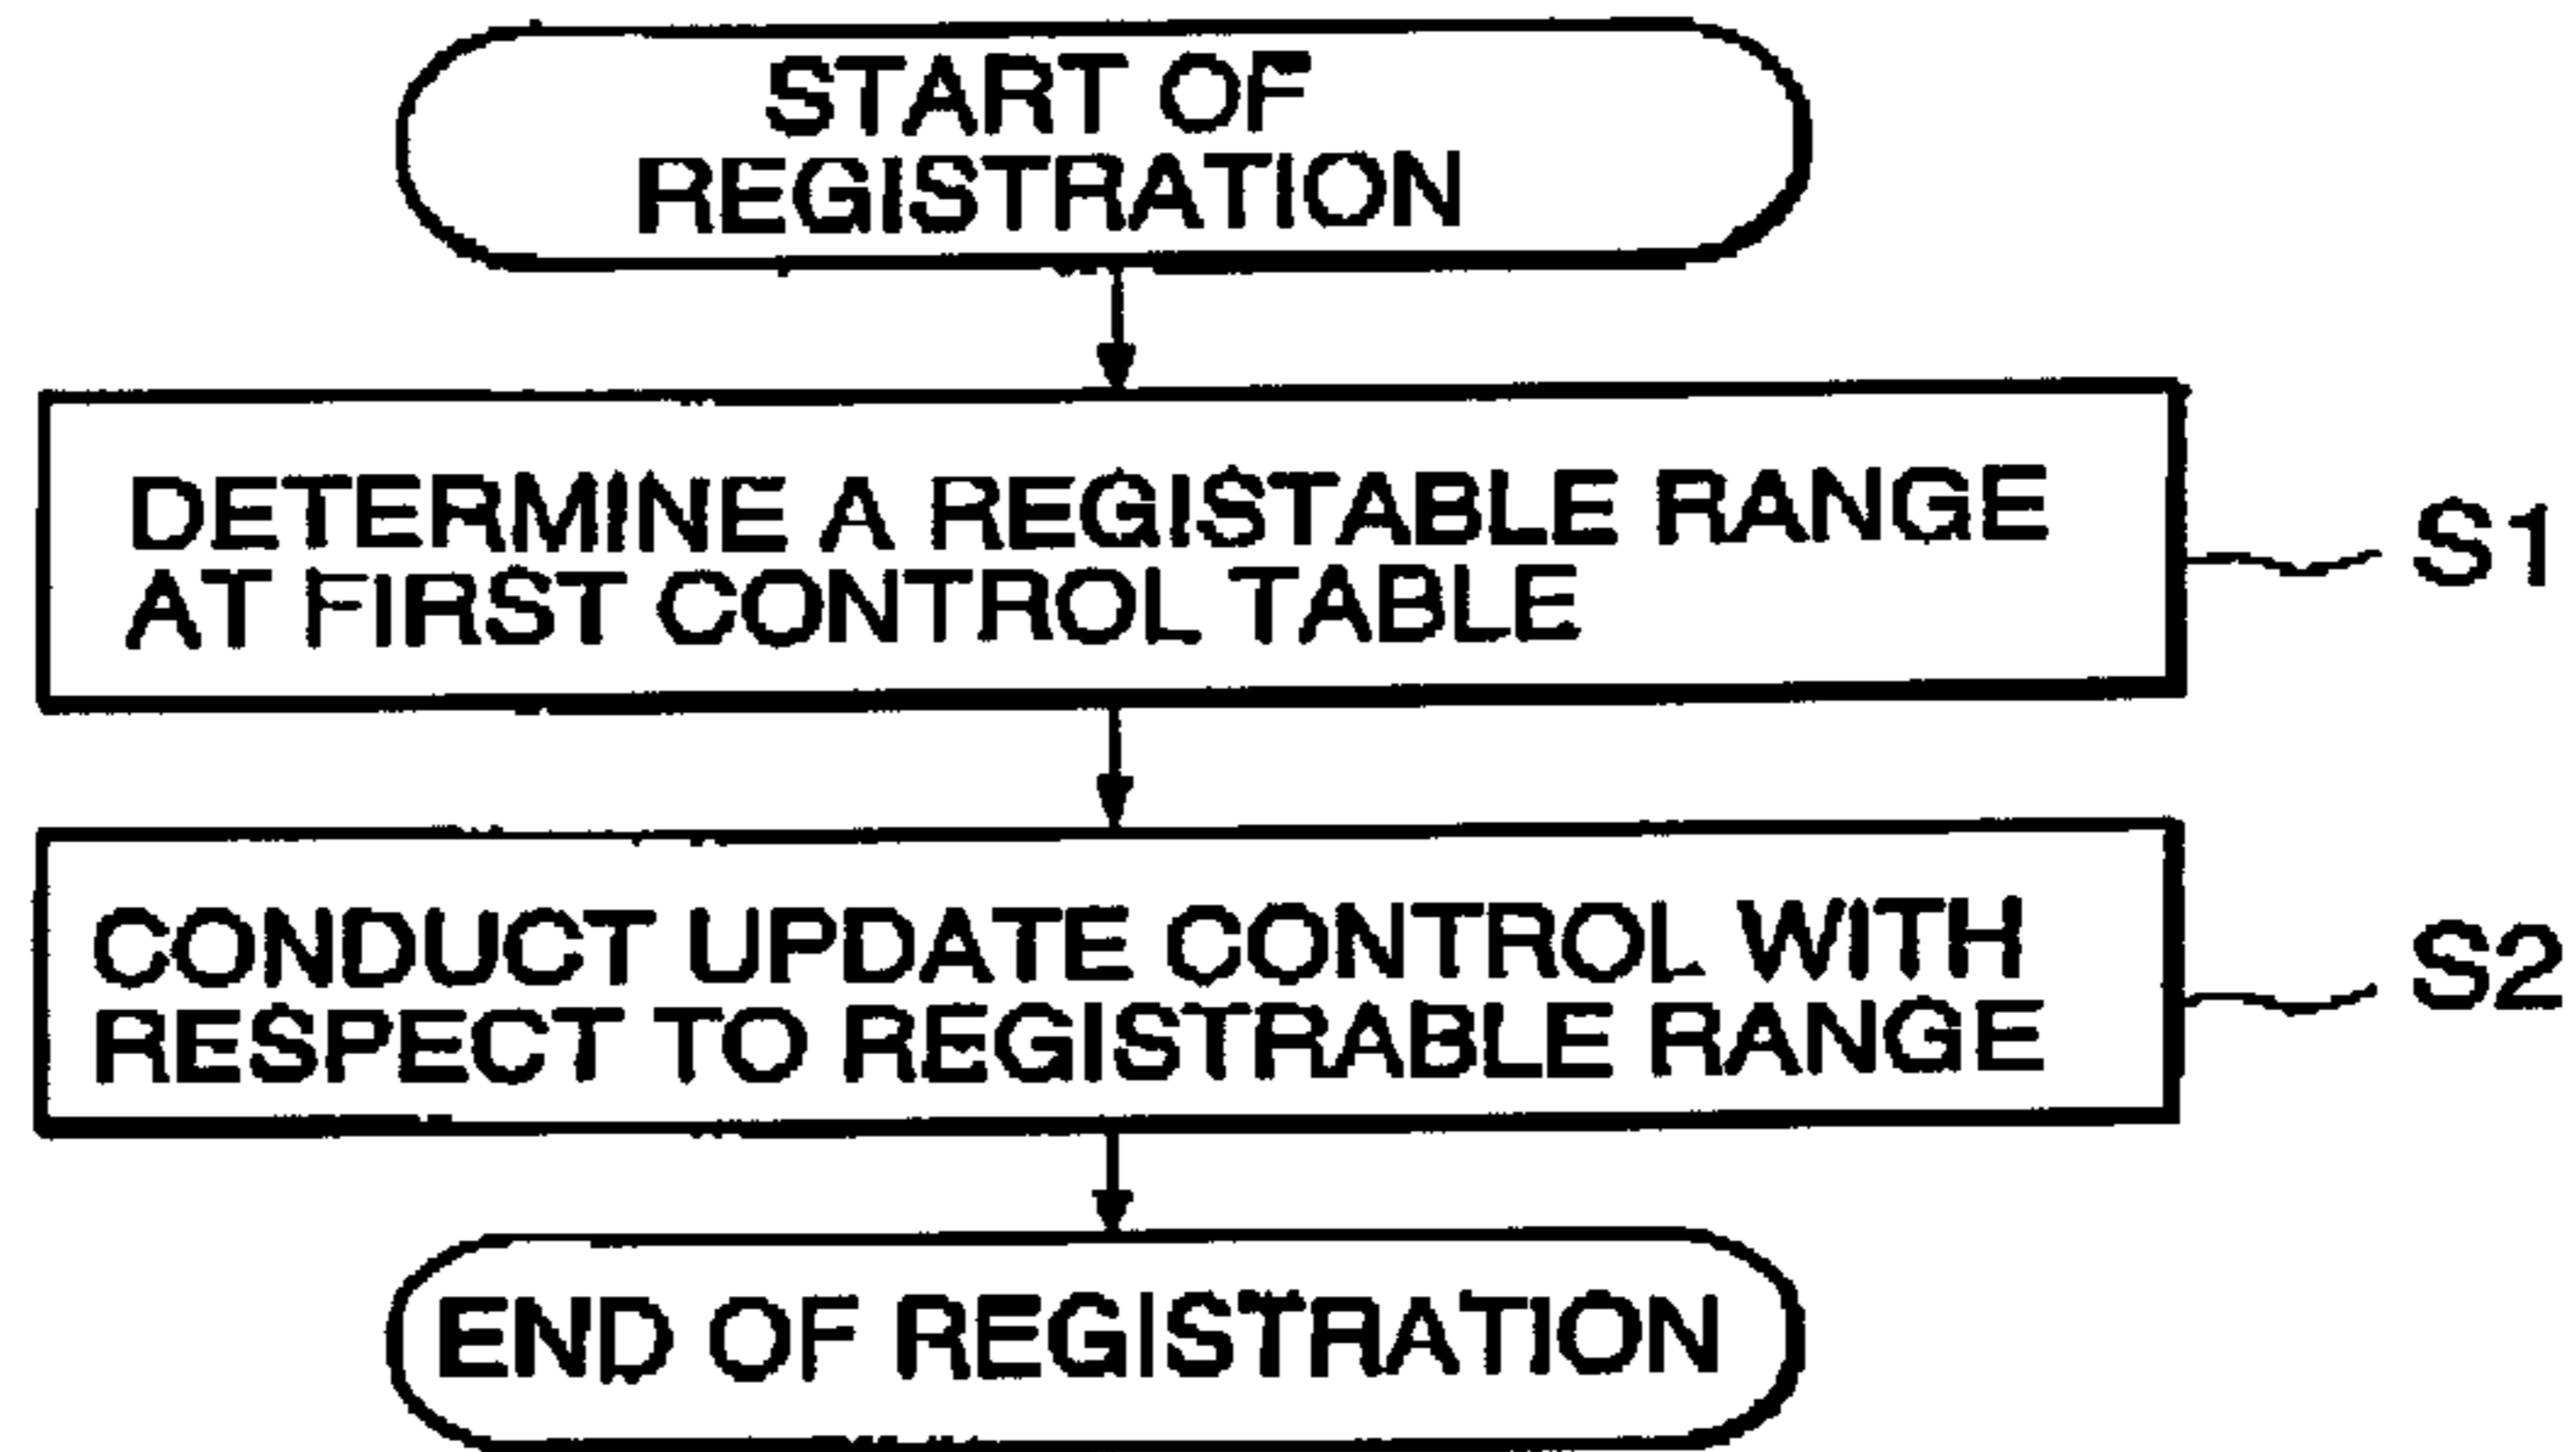 START OF
REGISTRATION
DETERMINE A REGISTABLE RANGE
AT FIRST CONTROL TABLE
S1
CONDUCT UPDATE CONTROL WITH
RESPECT TO REGISTRABLE RANGE
S2
END OF REGISTRATION